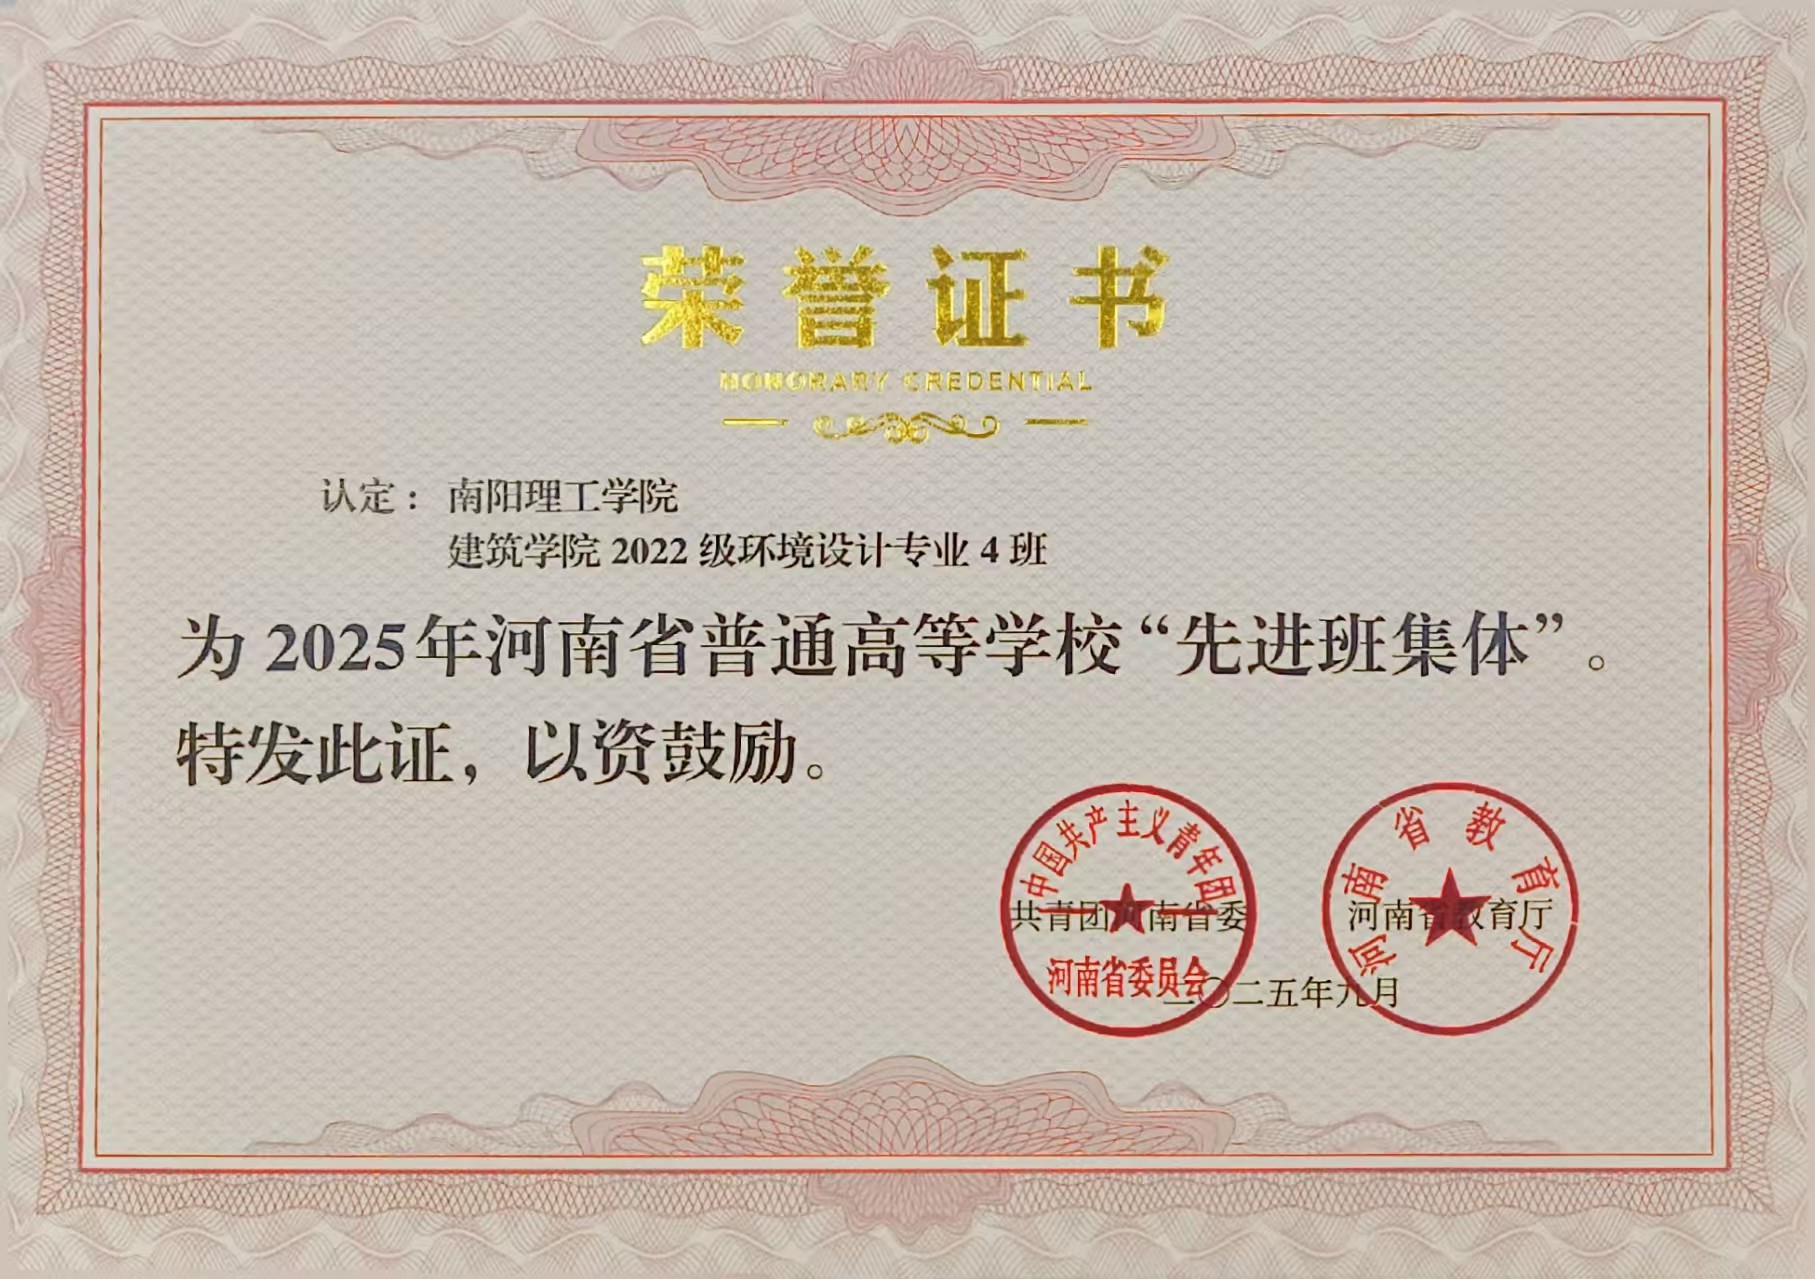 荣誉证书
HONORARY CREDENTIAL
认定：南阳理工学院
建筑学院 2022 级环境设计专业 4 班
为 2025年河南省普通高等学校“先进班集体”。
特发此证，以资鼓励。
中国共产主义青年团
河南省委员会
共青团河南省委
河南省教育厅
河南省教育厅
二〇二五年九月